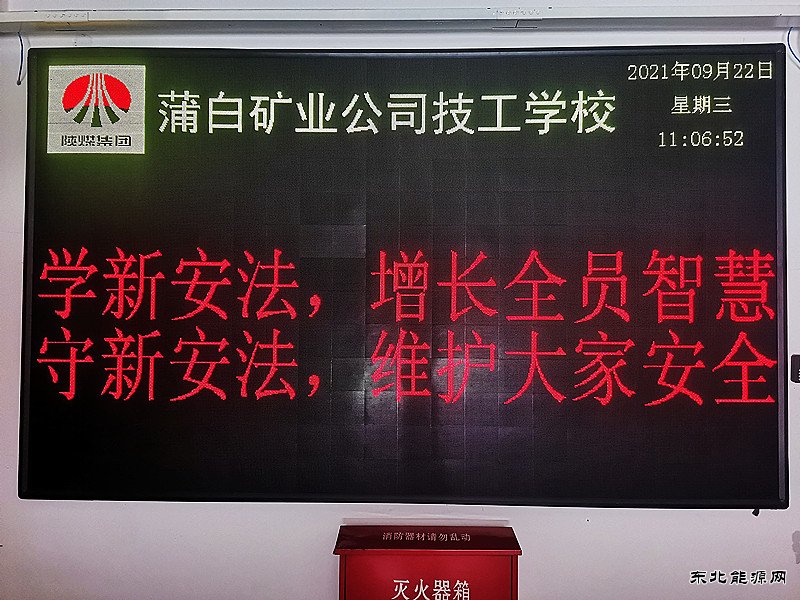 陕煤集团
蒲白矿业公司技工学校
2021年09月22日
星期三
11:06:52
学新安法，增长全员智慧
守新安法，维护大家安全
消防器材请勿乱动
灭火器箱
东北能源网